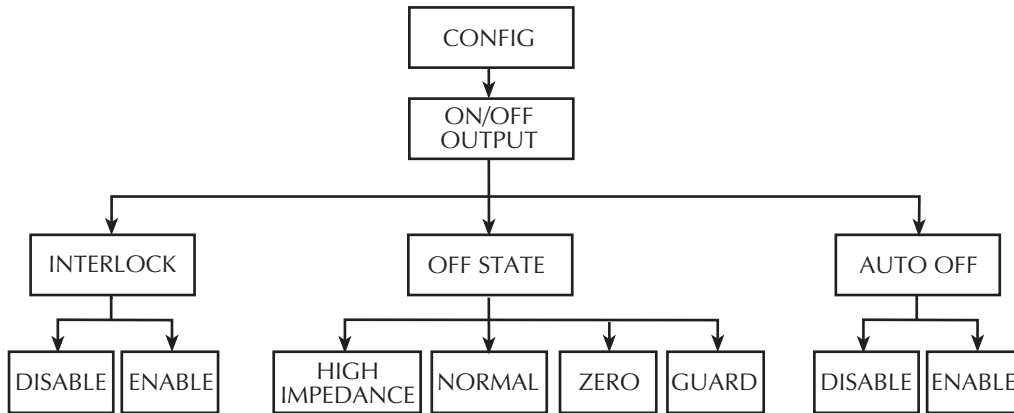 CONFIG
ON/OFF
OUTPUT
INTERLOCK
OFF STATE
AUTO OFF
DISABLE
ENABLE
HIGH
IMPEDANCE
NORMAL
ZERO
GUARD
DISABLE
ENABLE